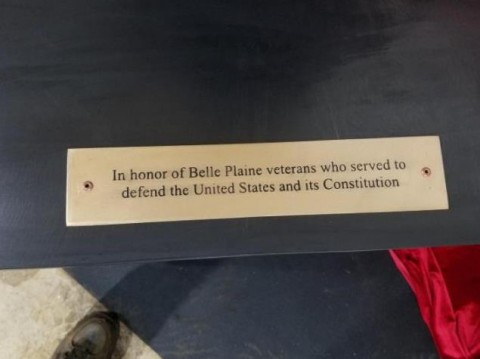 In honor of Belle Plaine veterans who served to
defend the United States and its Constitution